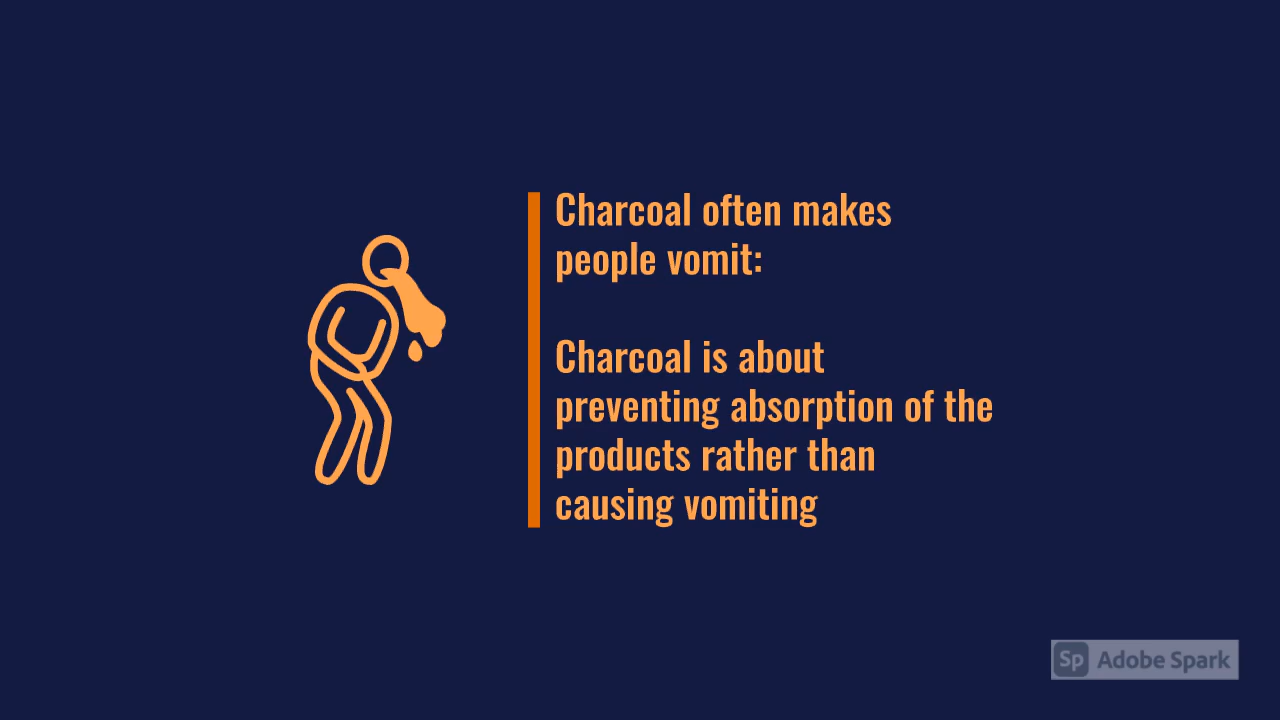 Charcoal often makes
people vomit:
Charcoal is about
preventing absorption of the
products rather than
causing vomiting
Sp Adobe Spark